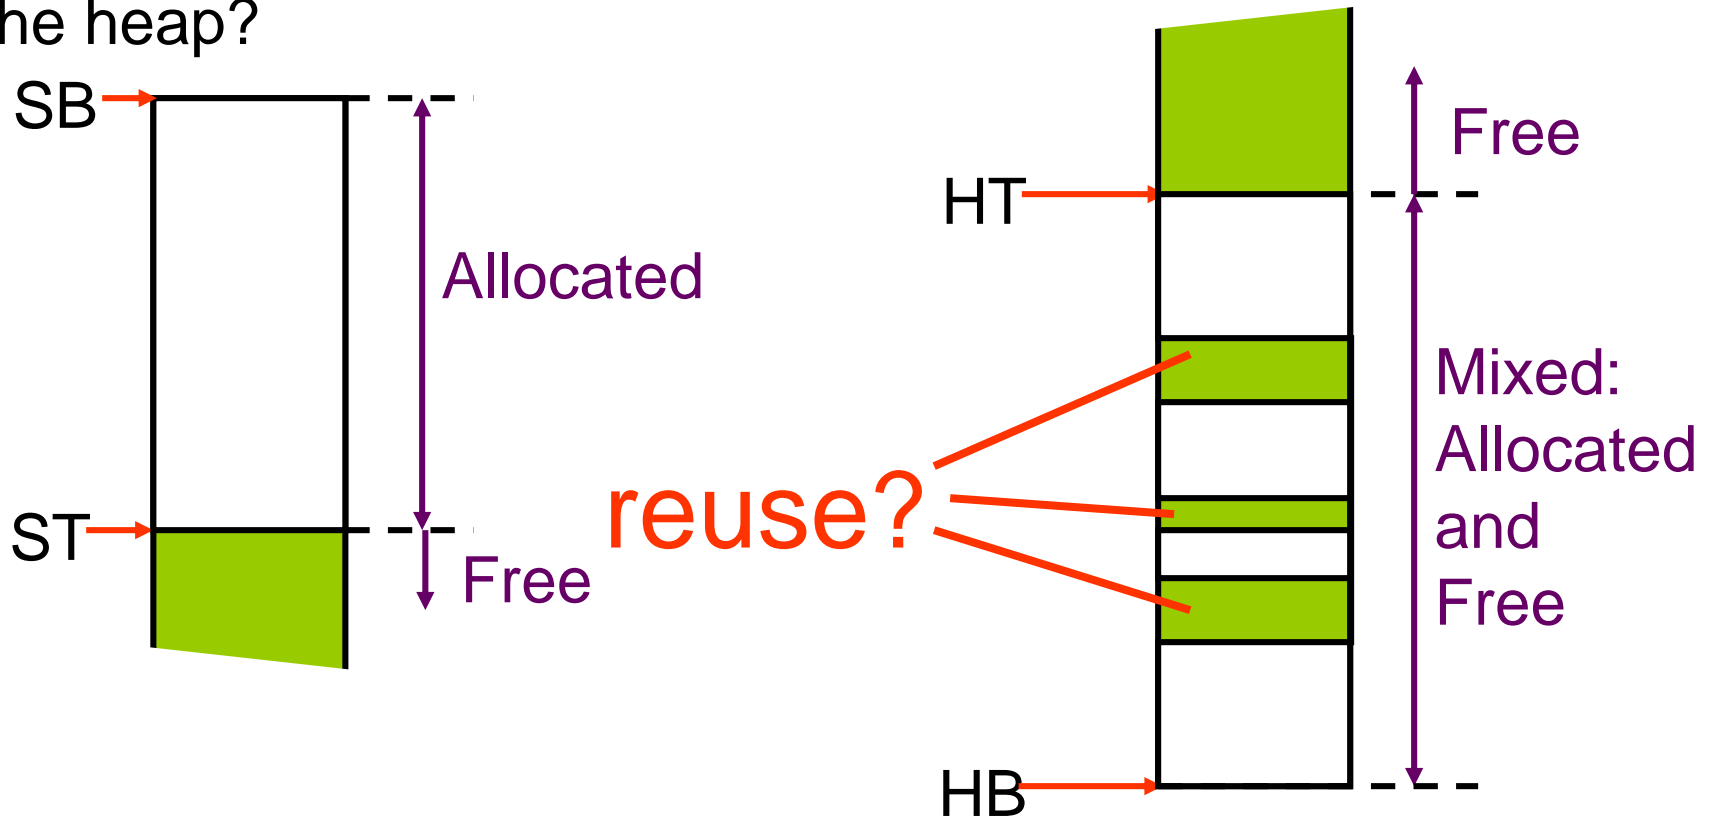 he heap?
SB
Allocated
ST
Free
reuse?
HT
Free
Mixed:
Allocated
and
Free
HB